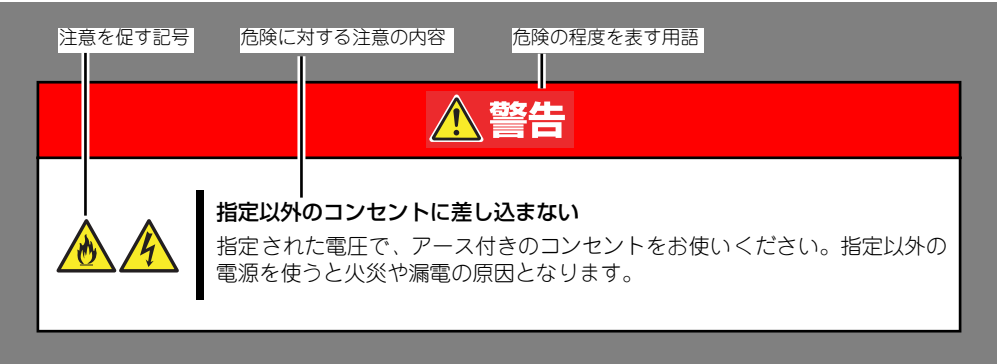 注意を促す記号
危険に対する注意の内容
危険の程度を表す用語
警告
指定以外のコンセントに差し込まない
指定された電圧で、アース付きのコンセントをお使いください。指定以外の
電源を使うと火災や漏電の原因となります。